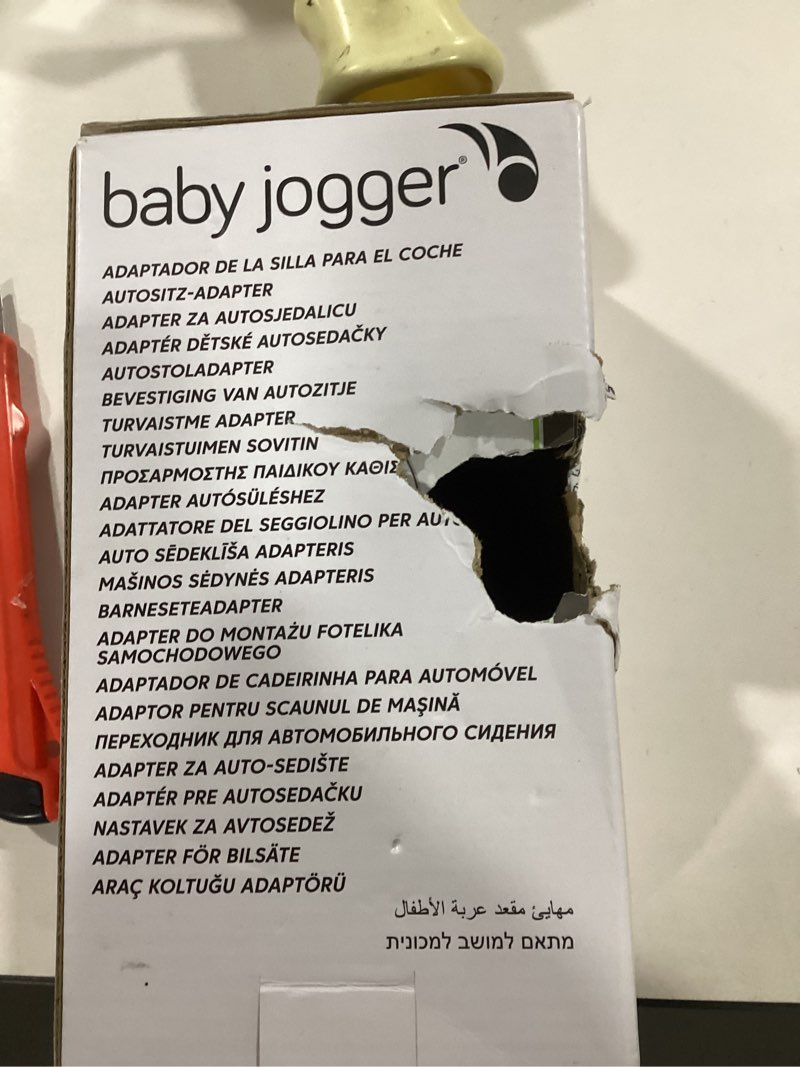 baby jogger®
ADAPTADOR DE LA SILLA PARA EL COCHE
AUTOSITZ-ADAPTER
ADAPTER ZA AUTOSJEDALICU
ADAPTÉR DĚTSKÉ AUTOSEDAČKY
AUTOSTOLADAPTER
BEVESTIGING VAN AUTOZITJE
TURVAISTME ADAPTER
TURVAISTUIMEN SOVITIN
ΠΡΟΣΑΡΜΟΣΤΗΣ ΠΑΙΔΙΚΟΥ
ADAPTER AUTÓSÜLÉSHEZ
ADATTATORE DEL SEGGIOLINO PER
AUTO SĒDEKLĪŠA ADAPTERIS
MAŠINOS SĖDYNĖS ADAPTERIS
BARNESETEADAPTER
ADAPTER DO MONTAŻU FOTELIKA
SAMOCHODOWEGO
ADAPTADOR DE CADEIRINHA PARA AUTOMÓVEL
ADAPTOR PENTRU SCAUNUL DE MAŞINĂ
ПЕРЕХОДНИК ДЛЯ АВТОМОБИЛЬНОГО СИДЕНИЯ
ADAPTER ZA AUTO-SEDIŠTE
ADAPTÉR PRE AUTOSEDAČKU
NASTAVEK ZA AVTOSEDEŽ
ADAPTER FÖR BILSÄTE
ARAÇ KOLTUĞU ADAPTÖRÜ
مهايئ مقعد عربة الأطفال
מתאם למושב למכונית